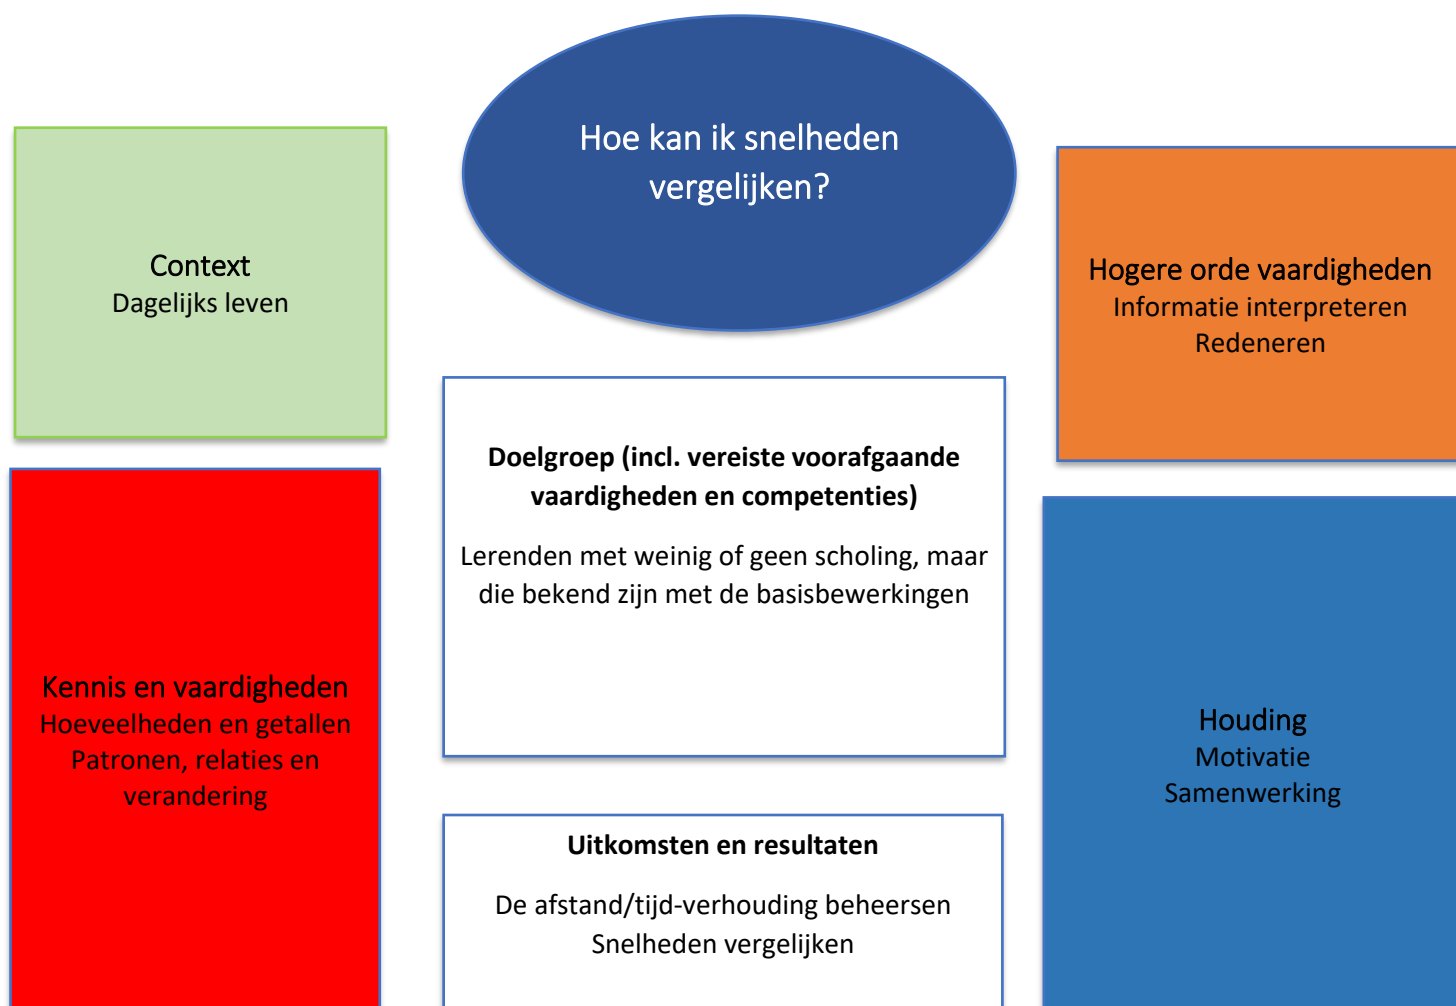 Hoe kan ik snelheden
vergelijken?
Context
Dagelijks leven
Hogere orde vaardigheden
Informatie interpreteren
Redeneren
Doelgroep (incl. vereiste voorafgaande
vaardigheden en competenties)
Lerenden met weinig of geen scholing, maar
die bekend zijn met de basisbewerkingen
Kennis en vaardigheden
Hoeveelheden en getallen
Patronen, relaties en
verandering
Houding
Motivatie
Samenwerking
Uitkomsten en resultaten
De afstand/tijd-verhouding beheersen
Snelheden vergelijken